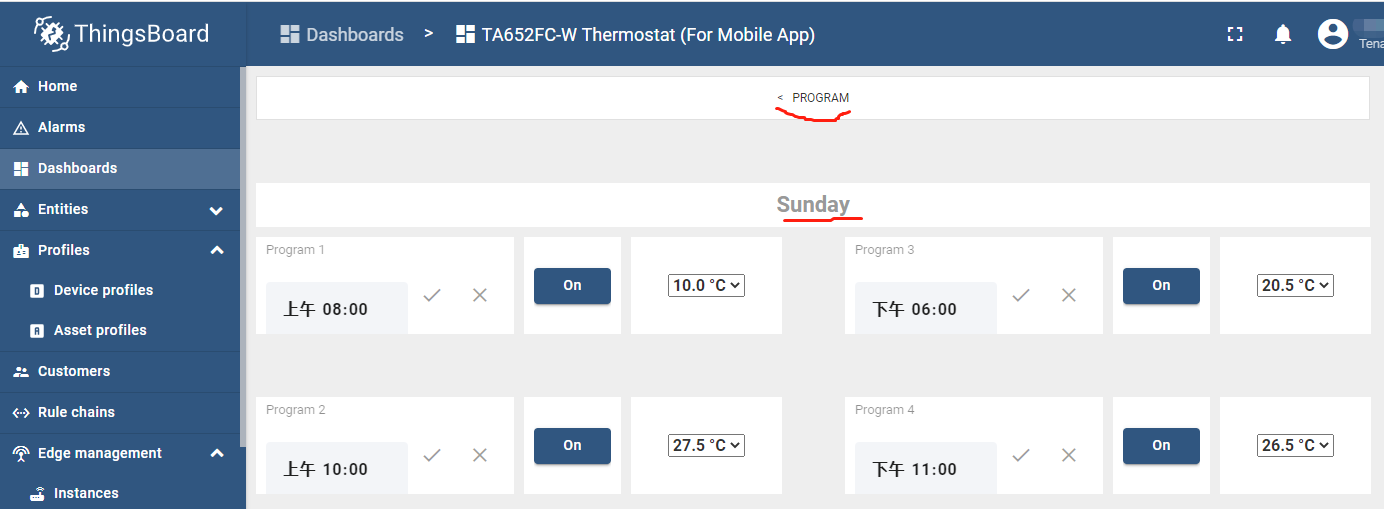 ThingsBoard
Dashboards > TA652FC-W Thermostat (For Mobile App)
Tena
Home
Alarms
Dashboards
Entities
Profiles
Device profiles
Asset profiles
Customers
Rule chains
Edge management
Instances
< PROGRAM
Sunday
Program 1
上午 08:00
On
10.0 °C
Program 3
下午 06:00
On
20.5 °C
Program 2
上午 10:00
On
27.5 °C
Program 4
下午 11:00
On
26.5 °C